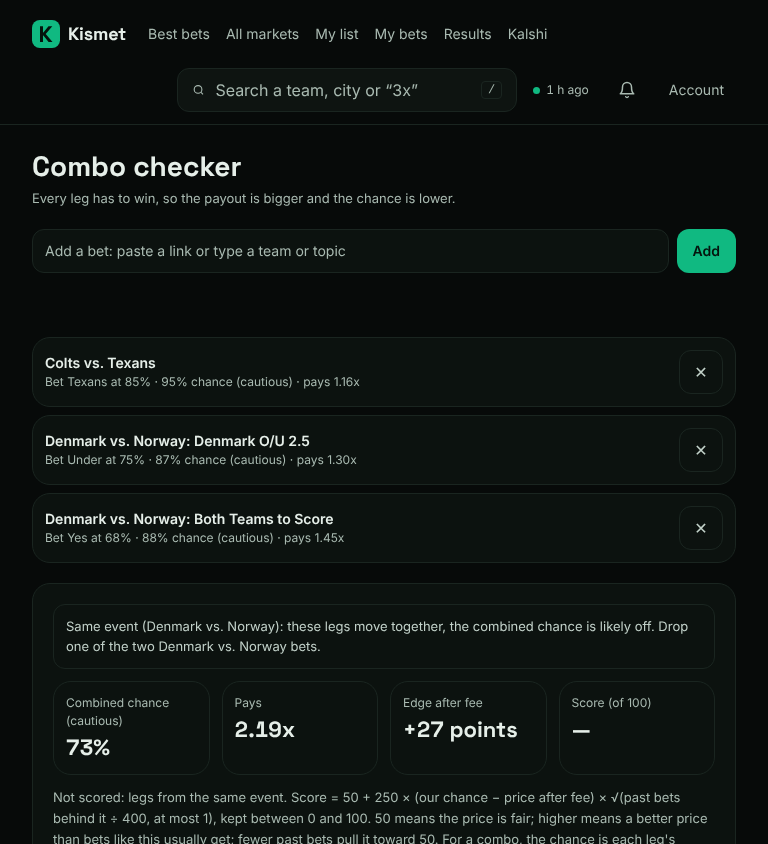 K Kismet Best bets All markets My list My bets Results Kalshi
Search a team, city or “3x” / 1 h ago Account
Combo checker
Every leg has to win, so the payout is bigger and the chance is lower.
Add a bet: paste a link or type a team or topic Add
Colts vs. Texans
Bet Texans at 85% · 95% chance (cautious) · pays 1.16x
Denmark vs. Norway: Denmark O/U 2.5
Bet Under at 75% · 87% chance (cautious) · pays 1.30x
Denmark vs. Norway: Both Teams to Score
Bet Yes at 68% · 88% chance (cautious) · pays 1.45x
Same event (Denmark vs. Norway): these legs move together, the combined chance is likely off. Drop
one of the two Denmark vs. Norway bets.
Combined chance
(cautious)
73%
Pays
2.19x
Edge after fee
+27 points
Score (of 100)
—
Not scored: legs from the same event. Score = 50 + 250 × (our chance − price after fee) × √(past bets
behind it ÷ 400, at most 1), kept between 0 and 100. 50 means the price is fair; higher means a better price
than bets like this usually get; fewer past bets pull it toward 50. For a combo, the chance is each leg's